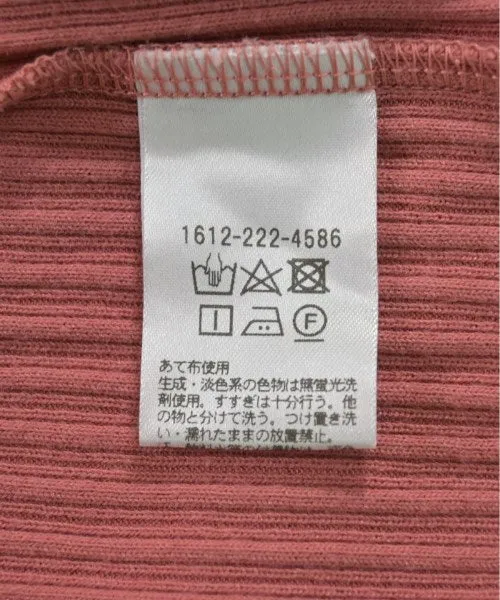 1612-222-4586
F
あて布使用
生成・淡色系の色物は無蛍光洗
剤使用。すすぎは十分行う。他
の物と分けて洗う。つけ置き洗
い・濡れたままの放置禁止。